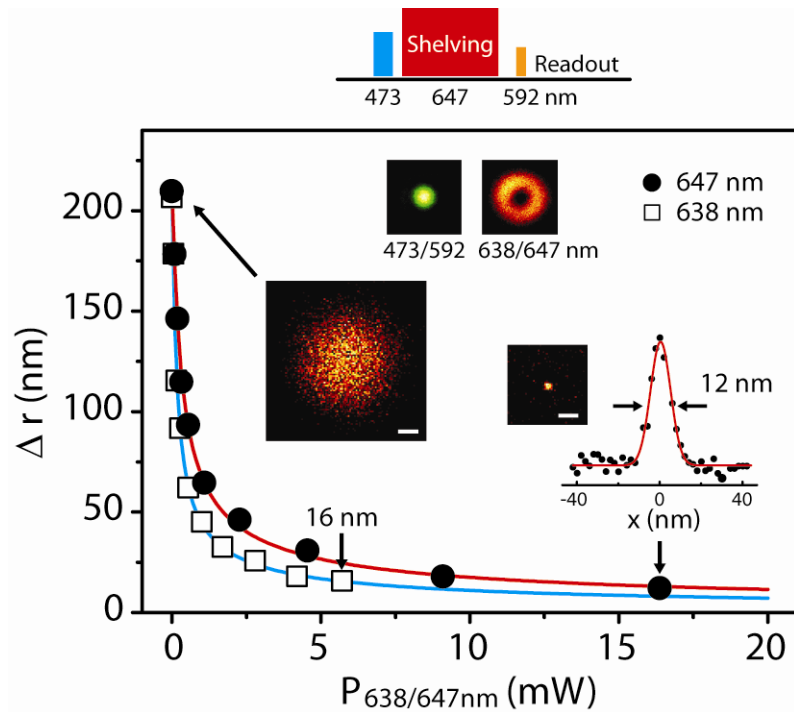 Shelving
Readout
473 647 592 nm
200
150
100
50
0
Δ r (nm)
473/592 638/647 nm
647 nm
638 nm
12 nm
-40 0 40
x (nm)
16 nm
0 5 10 15 20
P638/647nm (mW)